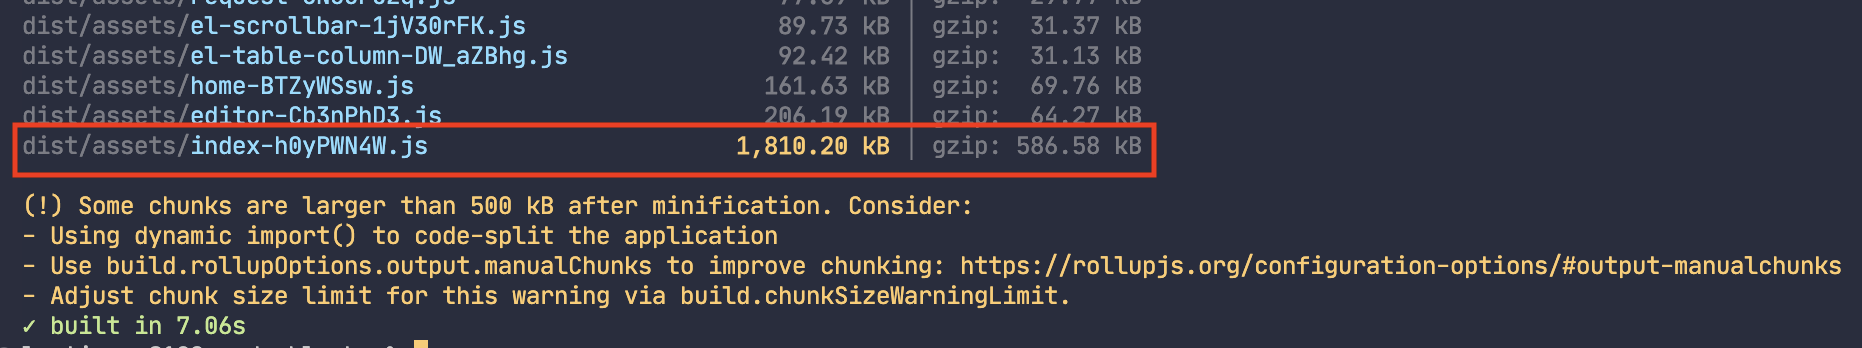 dist/assets/el-scrollbar-1jV30rFK.js 89.73 kB │ gzip: 31.37 kB
dist/assets/el-table-column-DW_aZBhg.js 92.42 kB │ gzip: 31.13 kB
dist/assets/home-BTZyWSsw.js 161.63 kB │ gzip: 69.76 kB
dist/assets/editor-Cb3nPhD3.js 206.19 kB │ gzip: 64.27 kB
dist/assets/index-h0yPWN4W.js 1,810.20 kB │ gzip: 586.58 kB
(!) Some chunks are larger than 500 kB after minification. Consider:
- Using dynamic import() to code-split the application
- Use build.rollupOptions.output.manualChunks to improve chunking: https://rollupjs.org/configuration-options/#output-manualchunks
- Adjust chunk size limit for this warning via build.chunkSizeWarningLimit.
✓ built in 7.06s